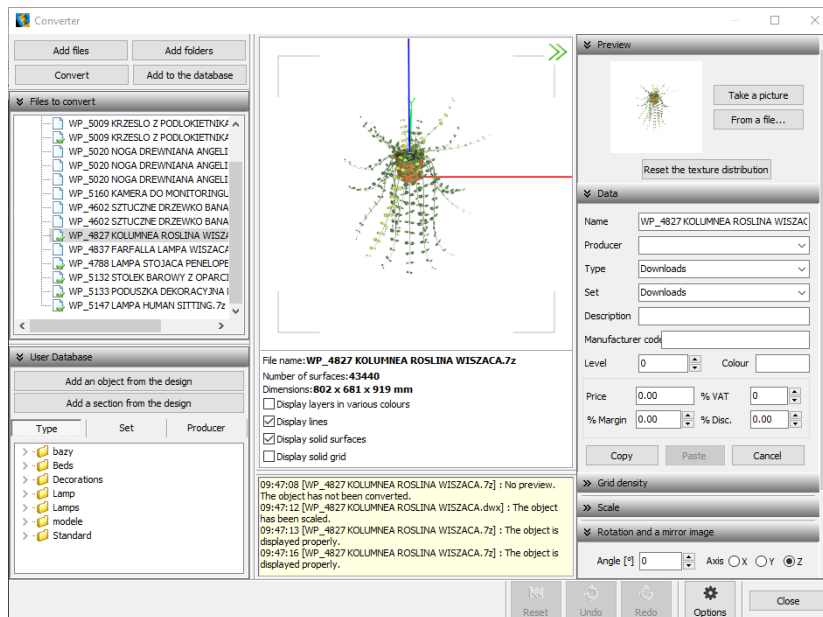 Converter
Add files
Add folders
Convert
Add to the database
Files to convert
WP_5009 KRZESLO Z PODLOKIETNIKA
WP_5009 KRZESLO Z PODLOKIETNIKA
WP_5020 NOGA DREWNIANA ANGELI
WP_5020 NOGA DREWNIANA ANGELI
WP_5020 NOGA DREWNIANA ANGELI
WP_5160 KAMERA DO MONITORINGU
WP_4602 SZTUCZNE DRZEWKO BANA
WP_4602 SZTUCZNE DRZEWKO BANA
WP_4827 KOLUMNEA ROSLINA WISZA
WP_4837 FARFALLA LAMPA WISZACA
WP_4788 LAMPA STOJACA PENELOPE
WP_5132 STOLEK BAROWY Z OPARCI
WP_5133 PODUSZKA DEKORACYJNA
WP_5147 LAMPA HUMAN SITTING.7z
User Database
Add an object from the design
Add a section from the design
Type
Set
Producer
bazy
Beds
Decorations
Lamp
Lamps
modele
Standard
File name:WP_4827 KOLUMNEA ROSLINA WISZACA.7z
Number of surfaces:43440
Dimensions:802 x 681 x 919 mm
Display layers in various colours
Display lines
Display solid surfaces
Display solid grid
09:47:08 [WP_4827 KOLUMNEA ROSLINA WISZACA.7z] : No preview.
The object has not been converted.
09:47:12 [WP_4827 KOLUMNEA ROSLINA WISZACA.dwx] : The object
has been scaled.
09:47:13 [WP_4827 KOLUMNEA ROSLINA WISZACA.7z] : The object is
displayed properly.
09:47:16 [WP_4827 KOLUMNEA ROSLINA WISZACA.7z] : The object is
displayed properly.
Preview
Take a picture
From a file...
Reset the texture distribution
Data
Name WP_4827 KOLUMNEA ROSLINA WISZAC
Producer
Type Downloads
Set Downloads
Description
Manufacturer code
Level 0 Colour
Price 0.00 % VAT 0
% Margin 0.00 % Disc. 0.00
Copy
Paste
Cancel
Grid density
Scale
Rotation and a mirror image
Angle [º] 0 Axis X Y Z
Reset
Undo
Redo
Options
Close